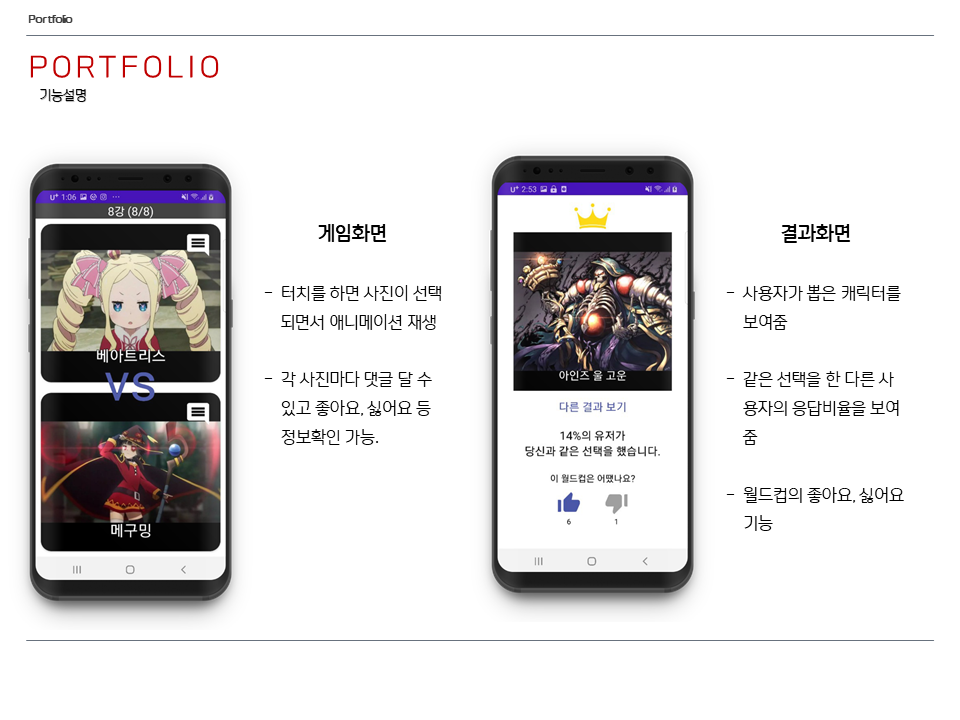 Portfolio
PORTFOLIO
기능설명
U+ 1:06
8강 (8/8)
베아트리스
VS
메구밍
게임화면
- 터치를 하면 사진이 선택
되면서 애니메이션 재생
- 각 사진마다 댓글 달 수
있고 좋아요, 싫어요 등
정보확인 가능.
U+ 2:53
아인즈 울 고운
다른 결과 보기
14%의 유저가
당신과 같은 선택을 했습니다.
이 월드컵은 어땠나요?
6
1
결과화면
- 사용자가 뽑은 캐릭터를
보여줌
- 같은 선택을 한 다른 사
용자의 응답비율을 보여
줌
- 월드컵의 좋아요, 싫어요
기능